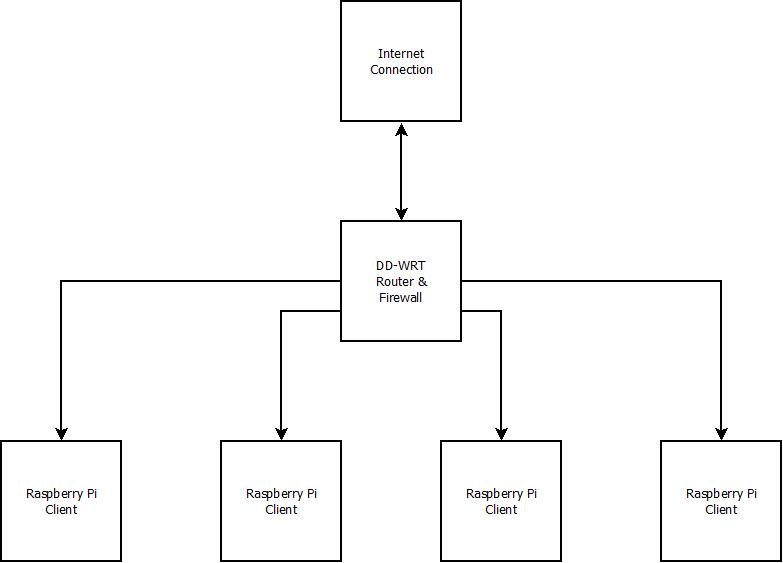 Internet
Connection
DD-WRT
Router &
Firewall
Raspberry Pi
Client
Raspberry Pi
Client
Raspberry Pi
Client
Raspberry Pi
Client